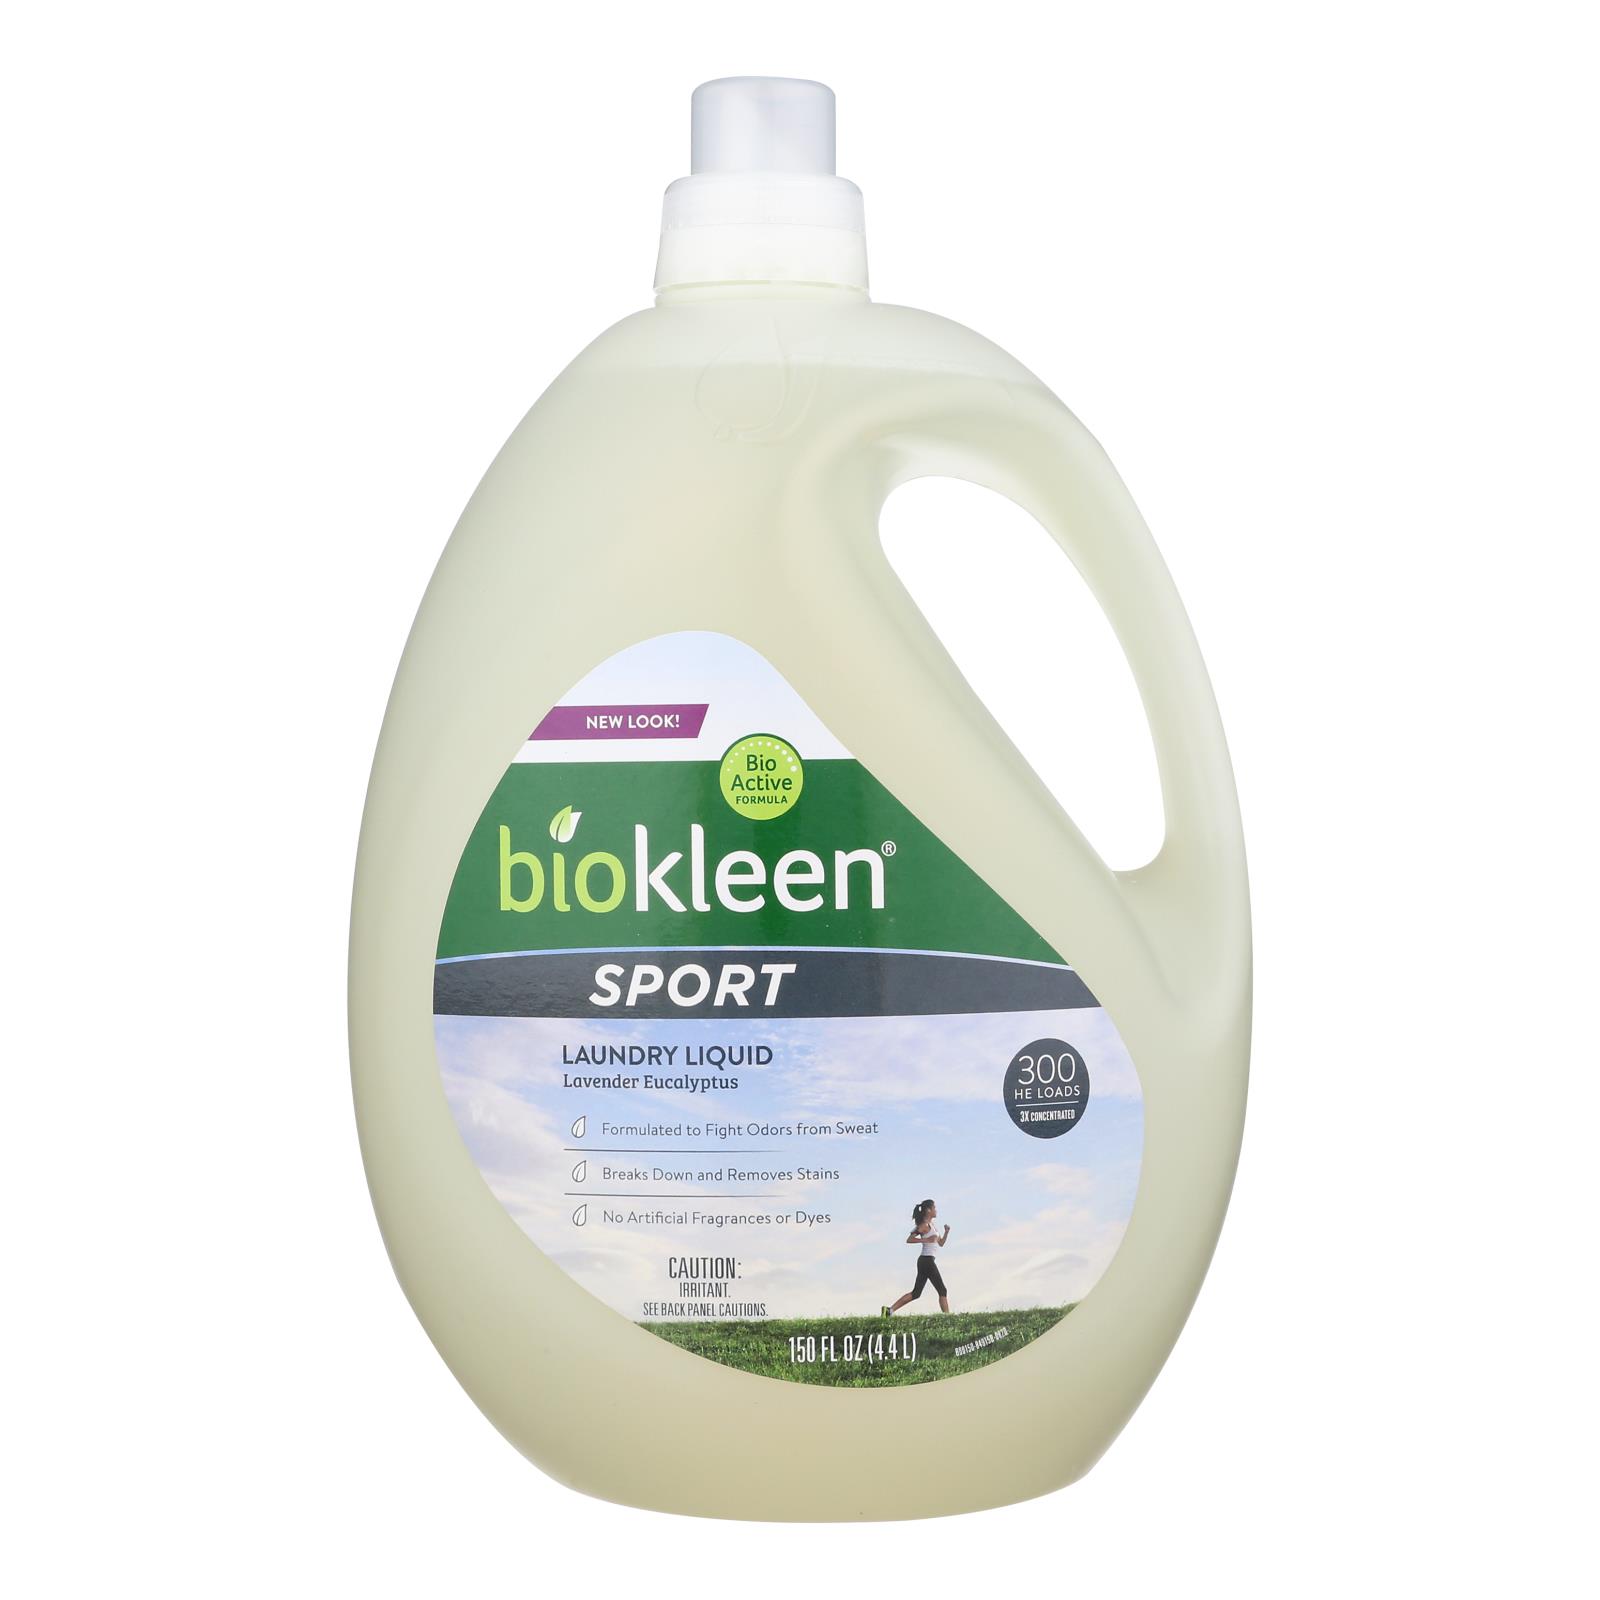 NEW LOOK!
Bio
Active
FORMULA
biokleen®
SPORT
LAUNDRY LIQUID
Lavender Eucalyptus
300
HE LOADS
3X CONCENTRATED
Formulated to Fight Odors from Sweat
Breaks Down and Removes Stains
No Artificial Fragrances or Dyes
CAUTION:
IRRITANT.
SEE BACK PANEL CAUTIONS.
150 FL OZ (4.4 L)